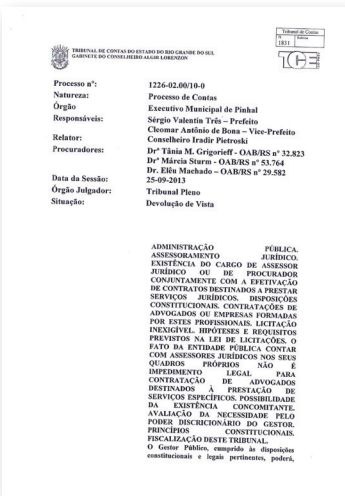 Tribunal de Contas
1831
TCE
TRIBUNAL DE CONTAS DO ESTADO DO RIO GRANDE DO SUL
GABINETE DO CONSELHEIRO ALGIR LORENZON
Processo nº: 1226-02.00/10-0
Natureza: Processo de Contas
Órgão Executivo Municipal de Pinhal
Responsáveis: Sérgio Valentin Três – Prefeito
Cleomar Antônio de Bona – Vice-Prefeito
Relator: Conselheiro Iradir Pietroski
Procuradores: Drª Tânia M. Grigorieff - OAB/RS nº 32.823
Drª Márcia Sturm - OAB/RS nº 53.764
Dr. Elêu Machado – OAB/RS nº 29.582
Data da Sessão: 25-09-2013
Órgão Julgador: Tribunal Pleno
Situação: Devolução de Vista
ADMINISTRAÇÃO PÚBLICA.
ASSESSORAMENTO JURÍDICO.
EXISTÊNCIA DO CARGO DE ASSESSOR
JURÍDICO OU DE PROCURADOR
CONJUNTAMENTE COM A EFETIVAÇÃO
DE CONTRATOS DESTINADOS A PRESTAR
SERVIÇOS JURÍDICOS. DISPOSIÇÕES
CONSTITUCIONAIS. CONTRATAÇÕES DE
ADVOGADOS OU EMPRESAS FORMADAS
POR ESTES PROFISSIONAIS. LICITAÇÃO
INEXIGÍVEL. HIPÓTESES E REQUISITOS
PREVISTOS NA LEI DE LICITAÇÕES. O
FATO DA ENTIDADE PÚBLICA CONTAR
COM ASSESSORES JURÍDICOS NOS SEUS
QUADROS PRÓPRIOS NÃO É
IMPEDIMENTO LEGAL PARA
CONTRATAÇÃO DE ADVOGADOS
DESTINADOS À PRESTAÇÃO DE
SERVIÇOS ESPECÍFICOS. POSSIBILIDADE
DA EXISTÊNCIA CONCOMITANTE.
AVALIAÇÃO DA NECESSIDADE PELO
PODER DISCRICIONÁRIO DO GESTOR.
PRINCÍPIOS CONSTITUCIONAIS.
FISCALIZAÇÃO DESTE TRIBUNAL.
O Gestor Público, cumprido às disposições
constitucionais e legais pertinentes, poderá,